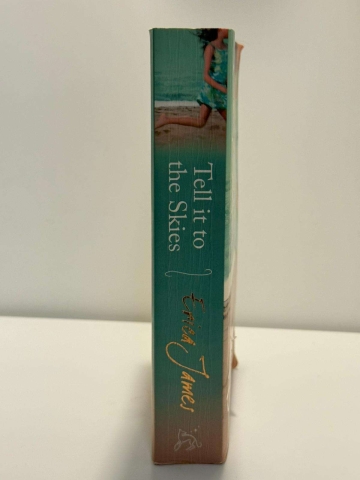 Tell it to
the Skies
Erica James